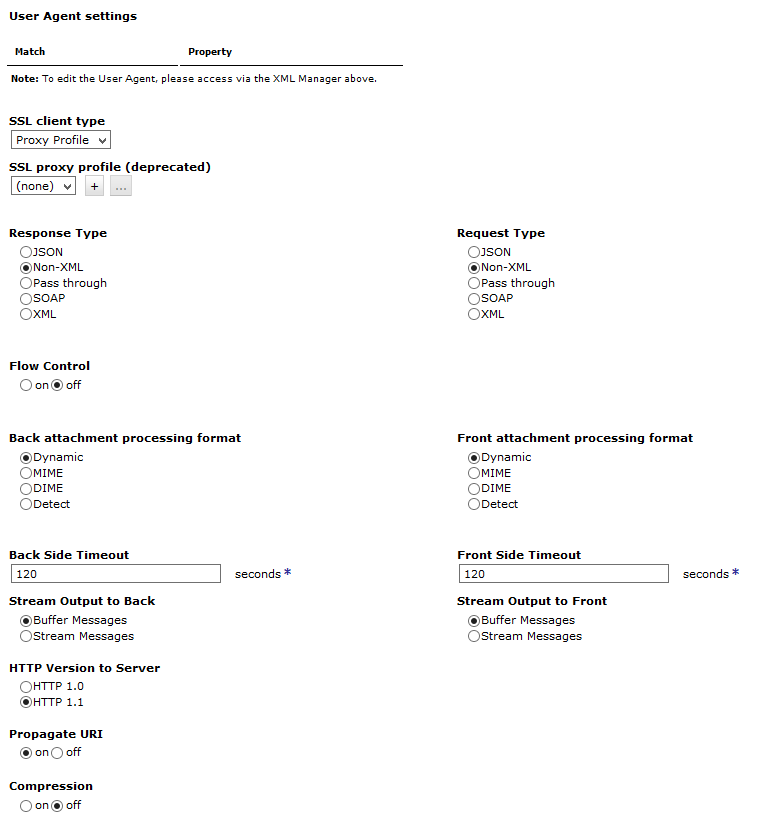 User Agent settings
Match Property
Note: To edit the User Agent, please access via the XML Manager above.
SSL client type
Proxy Profile
SSL proxy profile (deprecated)
(none) + ...
Response Type
JSON
Non-XML
Pass through
SOAP
XML
Request Type
JSON
Non-XML
Pass through
SOAP
XML
Flow Control
on off
Back attachment processing format
Dynamic
MIME
DIME
Detect
Front attachment processing format
Dynamic
MIME
DIME
Detect
Back Side Timeout
120 seconds *
Front Side Timeout
120 seconds *
Stream Output to Back
Buffer Messages
Stream Messages
Stream Output to Front
Buffer Messages
Stream Messages
HTTP Version to Server
HTTP 1.0
HTTP 1.1
Propagate URI
on off
Compression
on off